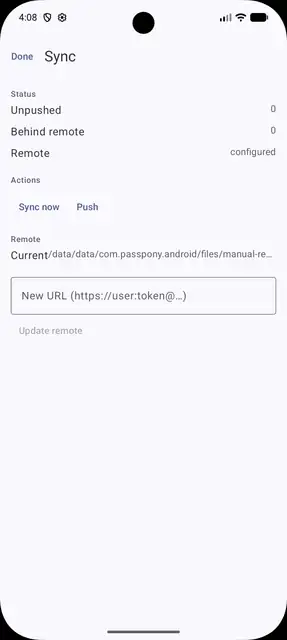 4:08
Done Sync
Status
Unpushed 0
Behind remote 0
Remote configured
Actions
Sync now Push
Remote
Current/data/data/com.passpony.android/files/manual-re...
New URL (https://user:token@...)
Update remote